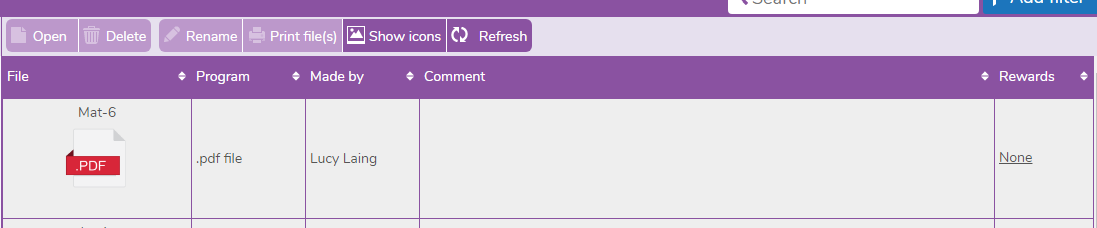 Search Add filter
Open Delete Rename Print file(s) Show icons Refresh
File Program Made by Comment Rewards
Mat-6
.PDF .pdf file Lucy Laing None